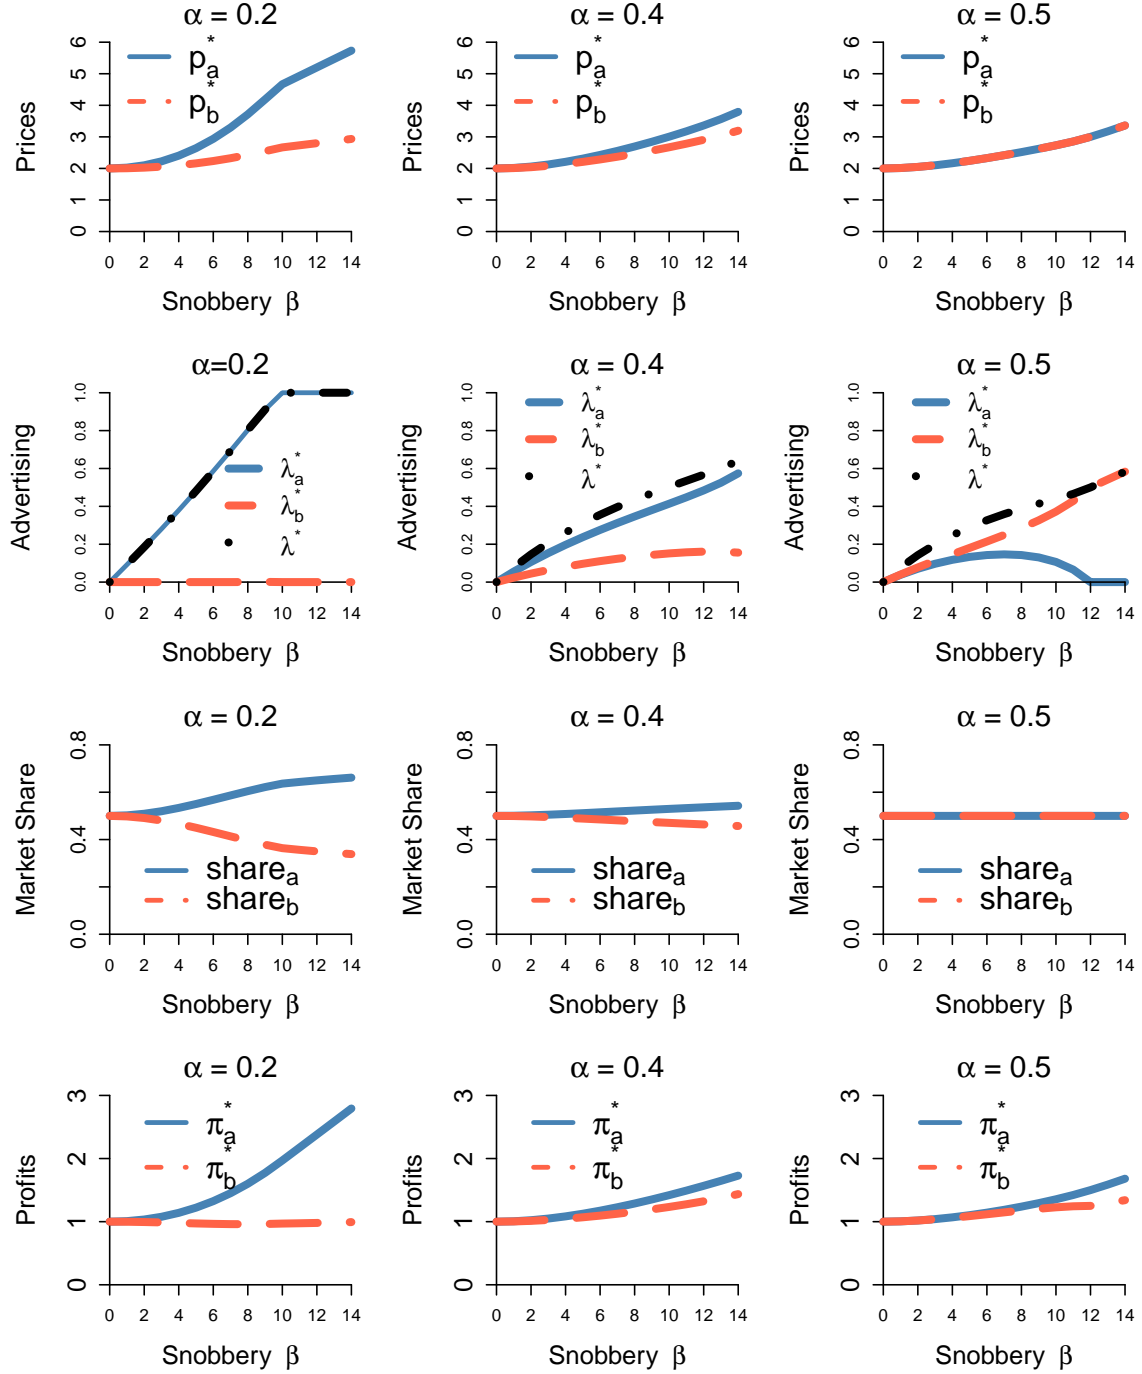 α = 0.2
Prices
0 1 2 3 4 5 6
p*a
p*b
0 2 4 6 8 10 12 14
Snobbery β
α = 0.4
Prices
0 1 2 3 4 5 6
p*a
p*b
0 2 4 6 8 10 12 14
Snobbery β
α = 0.5
Prices
0 1 2 3 4 5 6
p*a
p*b
0 2 4 6 8 10 12 14
Snobbery β
α=0.2
Advertising
0.0 0.2 0.4 0.6 0.8 1.0
λ*a
λ*b
λ*
0 2 4 6 8 10 12 14
Snobbery β
α = 0.4
Advertising
0.0 0.2 0.4 0.6 0.8 1.0
λ*a
λ*b
λ*
0 2 4 6 8 10 12 14
Snobbery β
α = 0.5
Advertising
0.0 0.2 0.4 0.6 0.8 1.0
λ*a
λ*b
λ*
0 2 4 6 8 10 12 14
Snobbery β
α = 0.2
Market Share
0.0 0.4 0.8
share a
share b
0 2 4 6 8 10 12 14
Snobbery β
α = 0.4
Market Share
0.0 0.4 0.8
share a
share b
0 2 4 6 8 10 12 14
Snobbery β
α = 0.5
Market Share
0.0 0.4 0.8
share a
share b
0 2 4 6 8 10 12 14
Snobbery β
α = 0.2
Profits
0 1 2 3
π*a
π*b
0 2 4 6 8 10 12 14
Snobbery β
α = 0.4
Profits
0 1 2 3
π*a
π*b
0 2 4 6 8 10 12 14
Snobbery β
α = 0.5
Profits
0 1 2 3
π*a
π*b
0 2 4 6 8 10 12 14
Snobbery β